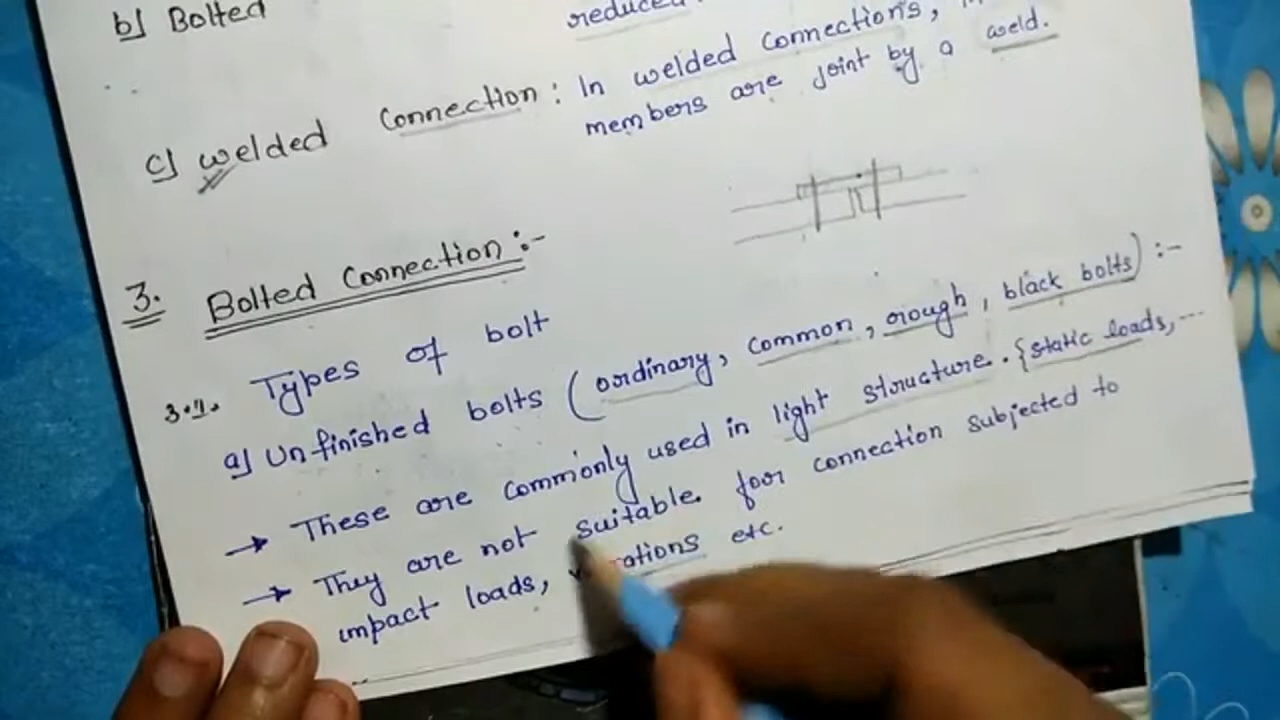 b) Bolted
reduced.
c) welded connection: In welded connections,
members are joint by a weld.
3. Bolted Connection:-
3.1. Types of bolt
a) Unfinished bolts (ordinary, common, rough, black bolts) :-
→ These are commonly used in light structure. {static loads, ---
→ They are not suitable for connection subjected to
impact loads, etc.